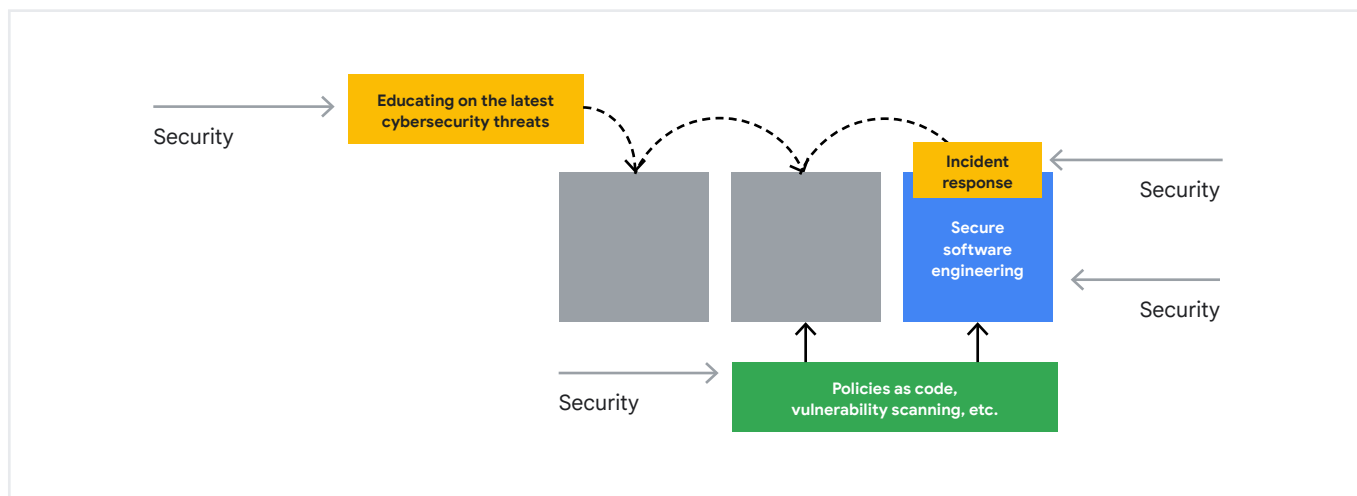 Educating on the latest
cybersecurity threats
Security
Incident
response
Security
Secure
software
engineering
Security
Policies as code,
vulnerability scanning, etc.
Security